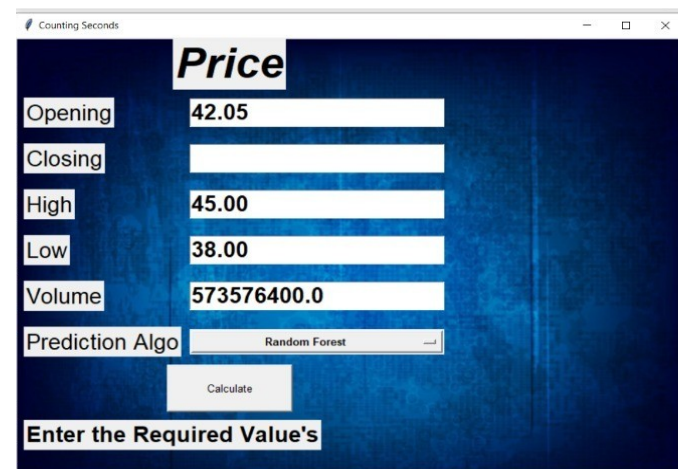 Counting Seconds
Price
Opening 42.05
Closing
High 45.00
Low 38.00
Volume 573576400.0
Prediction Algo Random Forest
Calculate
Enter the Required Value's